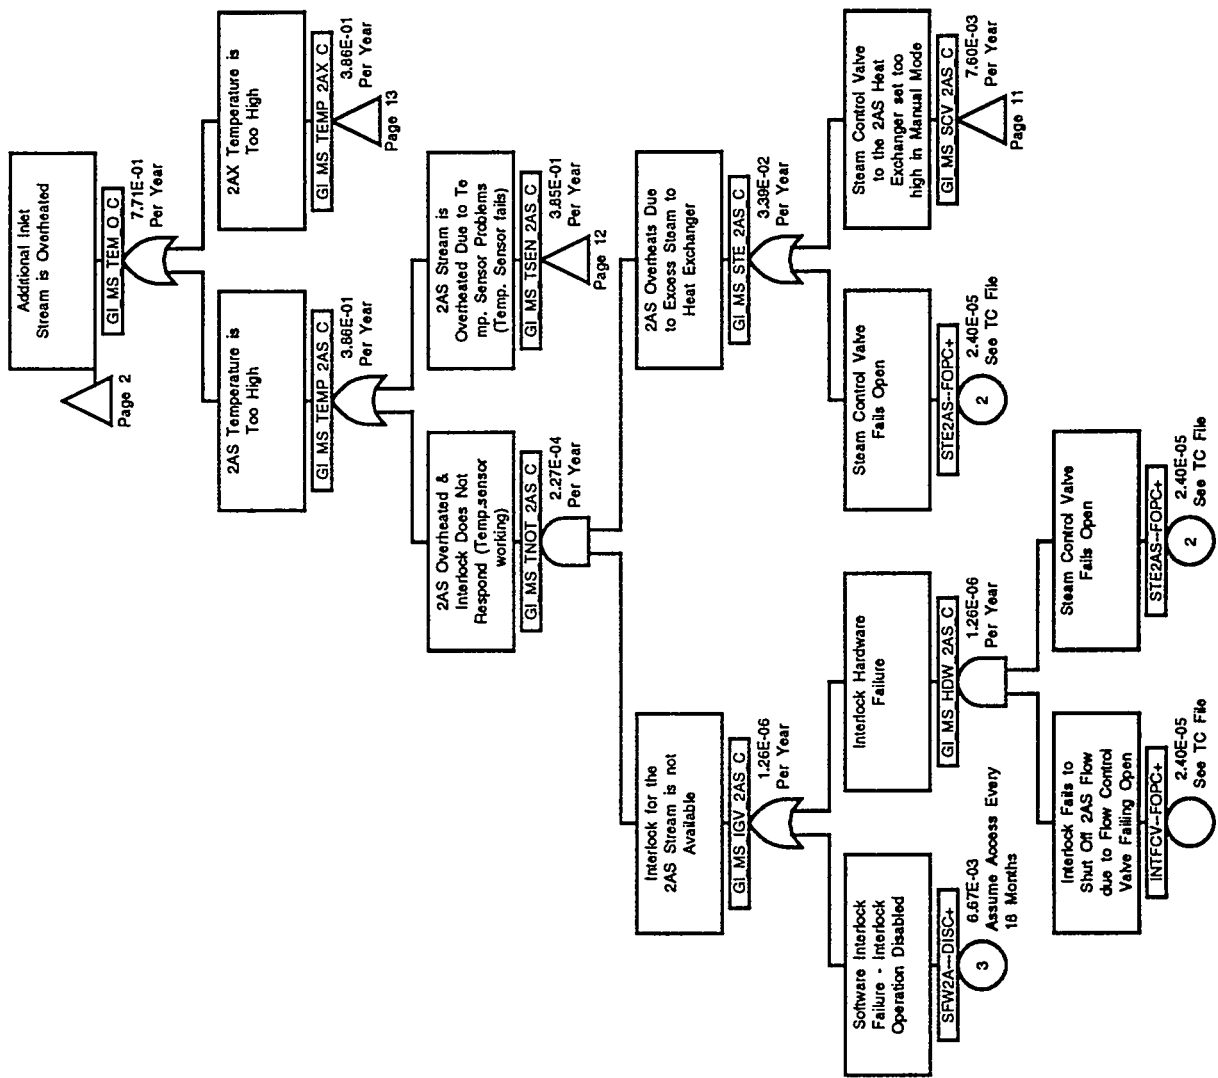 Additional Inlet
Stream is Overheated
GI_MS_TEM_O_C
7.71E-01
Per Year
Page 2
2AS Temperature is
Too High
GI_MS_TEMP_2AS_C
3.86E-01
Per Year
2AX Temperature is
Too High
GI_MS_TEMP_2AX_C
3.86E-01
Per Year
Page 13
2AS Overheated &
Interlock Does Not
Respond (Temp.sensor
working)
GI_MS_TNOT_2AS_C
2.27E-04
Per Year
2AS Stream is
Overheated Due to Te
mp. Sensor Problems
(Temp. Sensor fails)
GI_MS_TSEN_2AS_C
3.85E-01
Per Year
Page 12
Interlock for the
2AS Stream is not
Available
GI_MS_IGV_2AS_C
1.26E-06
Per Year
2AS Overheats Due
to Excess Steam to
Heat Exchanger
GI_MS_STE_2AS_C
3.39E-02
Per Year
Software Interlock
Failure - Interlock
Operation Disabled
SFW2A---DISC+
3
6.67E-03
Assume Access Every
18 Months
Interlock Hardware
Failure
GI_MS_HDW_2AS_C
1.26E-06
Per Year
Steam Control Valve
Fails Open
STE2AS--FOPC+
2
2.40E-05
See TC File
Steam Control Valve
to the 2AS Heat
Exchanger set too
high in Manual Mode
GI_MS_SCV_2AS_C
7.60E-03
Per Year
Page 11
Interlock Fails to
Shut Off 2AS Flow
due to Flow Control
Valve Failing Open
INTFCV--FOPC+
2.40E-05
See TC File
Steam Control Valve
Fails Open
STE2AS--FOPC+
2
2.40E-05
See TC File